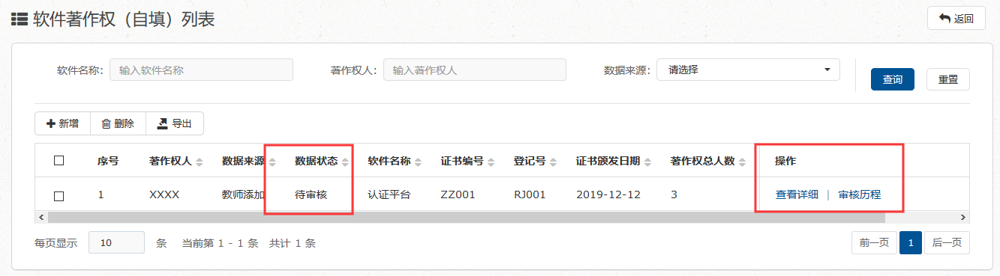 软件著作权（自填）列表 返回
软件名称： 输入软件名称 著作权人： 输入著作权人 数据来源： 请选择 查询 重置
新增 删除 导出
序号 著作权人 数据来源 数据状态 软件名称 证书编号 登记号 证书颁发日期 著作权总人数 操作
1 XXXX 教师添加 待审核 认证平台 ZZ001 RJ001 2019-12-12 3 查看详细 | 审核历程
每页显示 10 条 当前第 1 - 1 条 共计 1 条 前一页 1 后一页